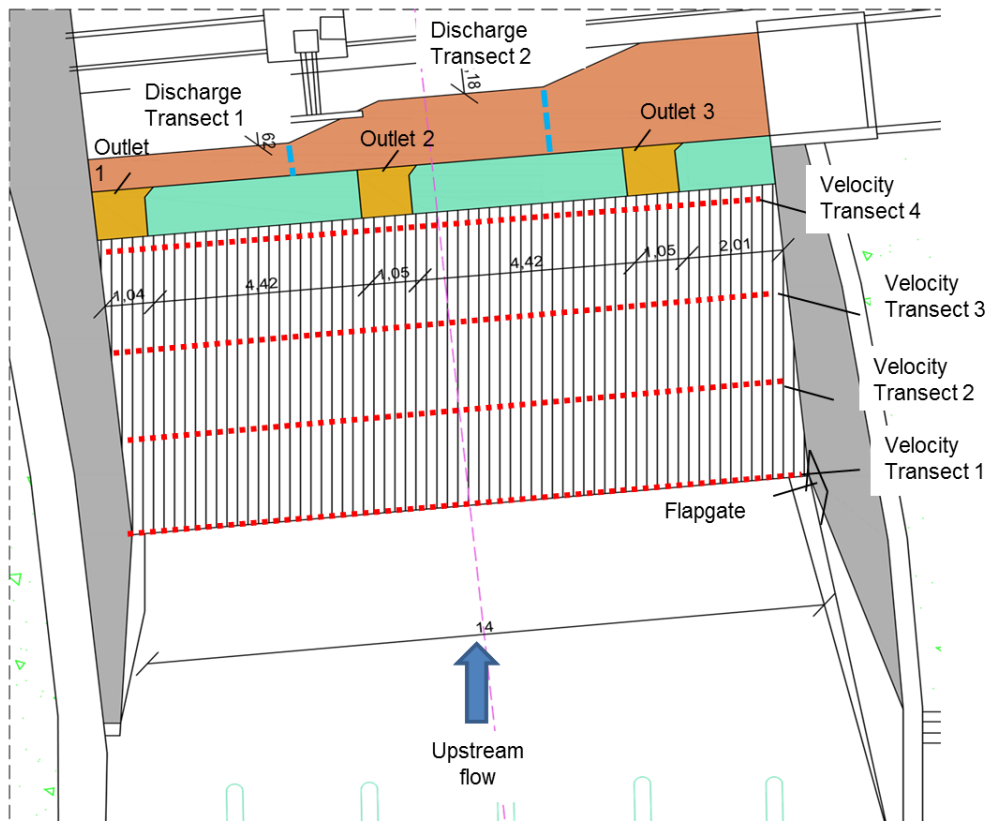 Discharge
Transect 2
,18
Discharge
Transect 1
62
Outlet
1
Outlet 2
Outlet 3
Velocity
Transect 4
1,04
4,42
1,05
4,42
1,05
2,01
Velocity
Transect 3
Velocity
Transect 2
Velocity
Transect 1
Flapgate
14
Upstream
flow